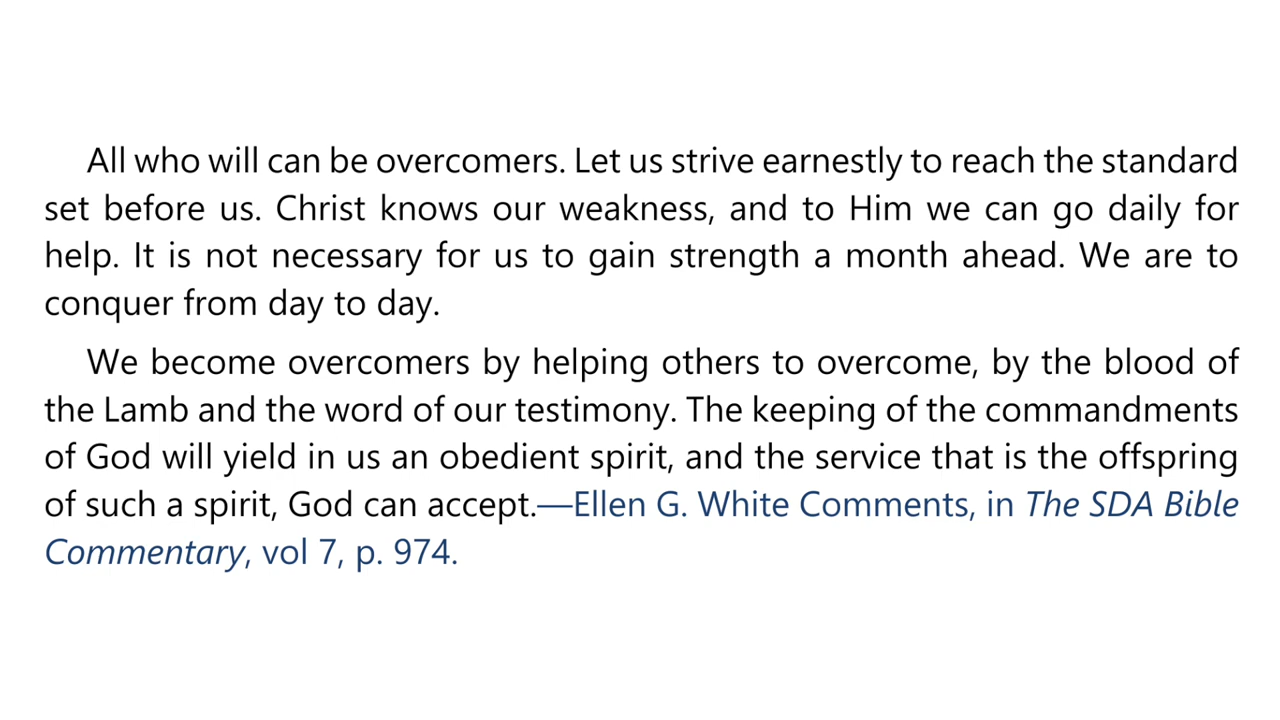 All who will can be overcomers. Let us strive earnestly to reach the standard
set before us. Christ knows our weakness, and to Him we can go daily for
help. It is not necessary for us to gain strength a month ahead. We are to
conquer from day to day.
We become overcomers by helping others to overcome, by the blood of
the Lamb and the word of our testimony. The keeping of the commandments
of God will yield in us an obedient spirit, and the service that is the offspring
of such a spirit, God can accept.—Ellen G. White Comments, in The SDA Bible
Commentary, vol 7, p. 974.